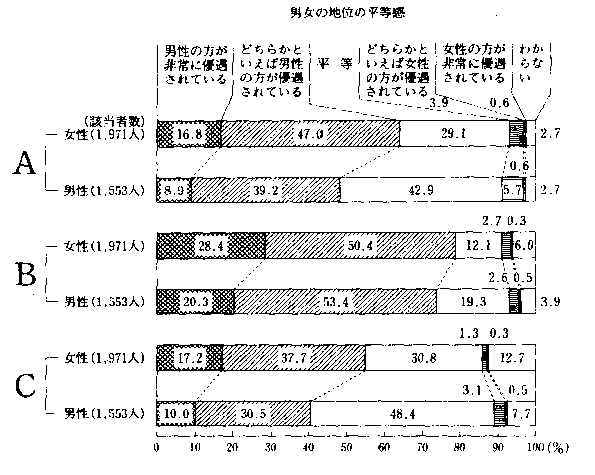 男女の地位の平等感
男性の方が
非常に優遇
されている
どちらかと
いえば男性
の方が優遇
されている
平等
どちらかと
いえば女性
の方が優遇
されている
女性の方が
非常に優遇
されている
わか
らない
3.9 0.6
(該当者数)
A
女性(1,971人) 16.8 47.0 29.1 2.7
0.6
男性(1,553人) 8.9 39.2 42.9 5.7 2.7
2.7 0.3
B
女性(1,971人) 28.4 50.4 12.1 6.0
2.6 0.5
男性(1,553人) 20.3 53.4 19.3 3.9
1.3 0.3
C
女性(1,971人) 17.2 37.7 30.8 12.7
3.1 0.5
男性(1,553人) 10.0 30.5 48.4 7.7
0 10 20 30 40 50 60 70 80 90 100(%)